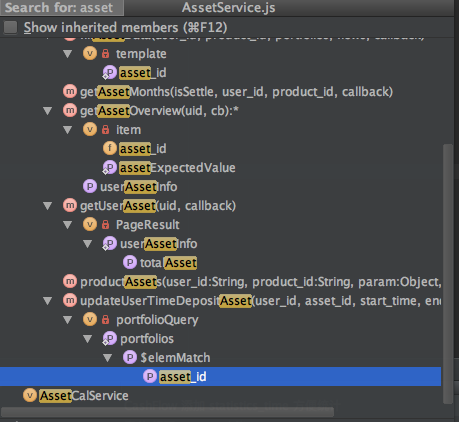 Search for: asset AssetService.js
Show inherited members (⌘F12)
template
asset_id
getAssetMonths(isSettle, user_id, product_id, callback)
getAssetOverview(uid, cb):*
item
asset_id
assetExpectedValue
userAssetInfo
getUserAsset(uid, callback)
PageResult
userAssetInfo
totalAsset
productAssets(user_id:String, product_id:String, param:Object,
updateUserTimeDepositAsset(user_id, asset_id, start_time, en
portfolioQuery
portfolios
$elemMatch
asset_id
AssetCalService